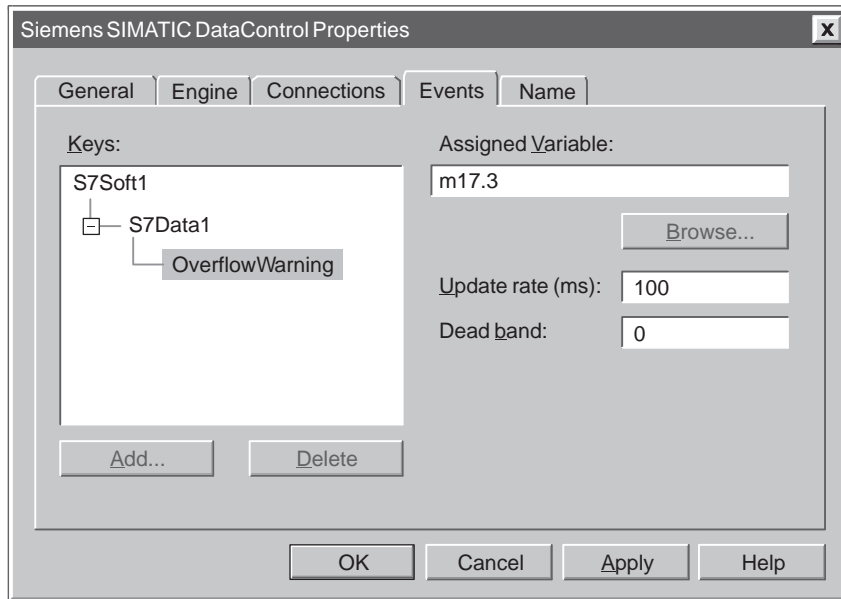 Siemens SIMATIC DataControl Properties
x
General Engine Connections Events Name
Keys:
Assigned Variable:
S7Soft1
m17.3
S7Data1
Browse...
OverflowWarning
Update rate (ms): 100
Dead band: 0
Add... Delete
OK Cancel Apply Help